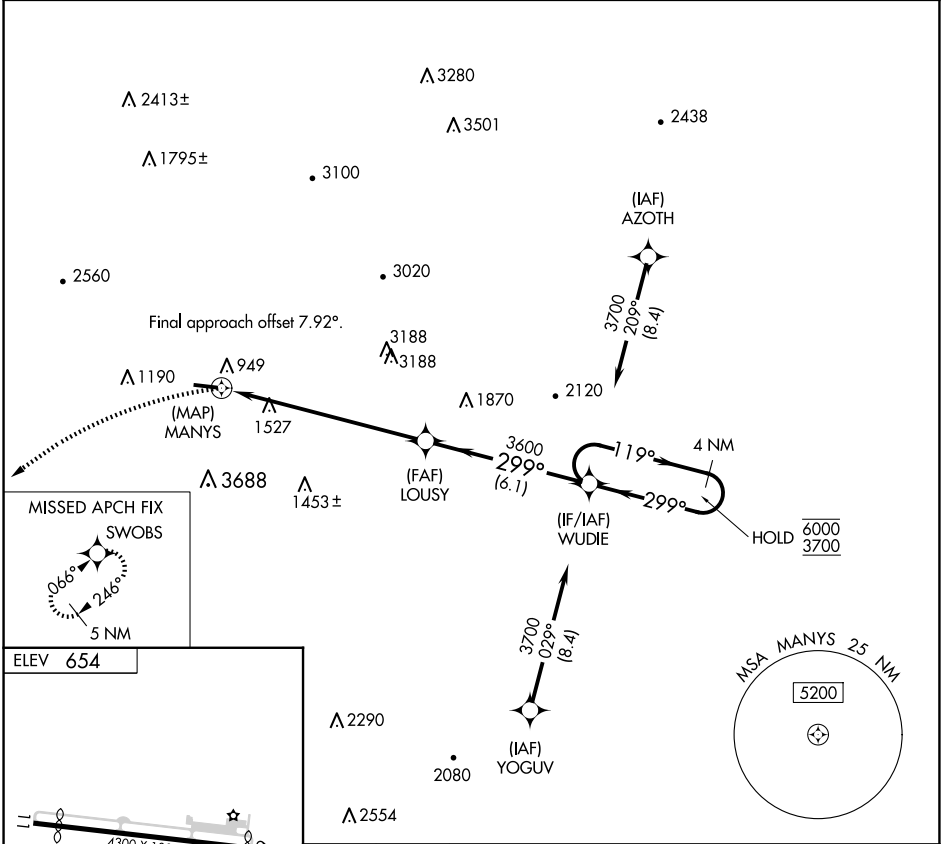 3280
2413±
3501
2438
1795±
3100
(IAF)
AZOTH
2560
3020
3700
209°
(8.4)
Final approach offset 7.92°.
3188
3188
949
1190
1870
2120
(MAP)
MANYS
1527
3600
299°
(6.1)
119°
4 NM
(FAF)
LOUSY
299°
3688
1453±
(IF/IAF)
WUDIE
HOLD 6000
3700
MISSED APCH FIX
SWOBS
066°
246°
5 NM
3700
029°
(8.4)
ELEV 654
MSA MANYS 25 NM
5200
2290
(IAF)
YOGUV
2080
2554
11